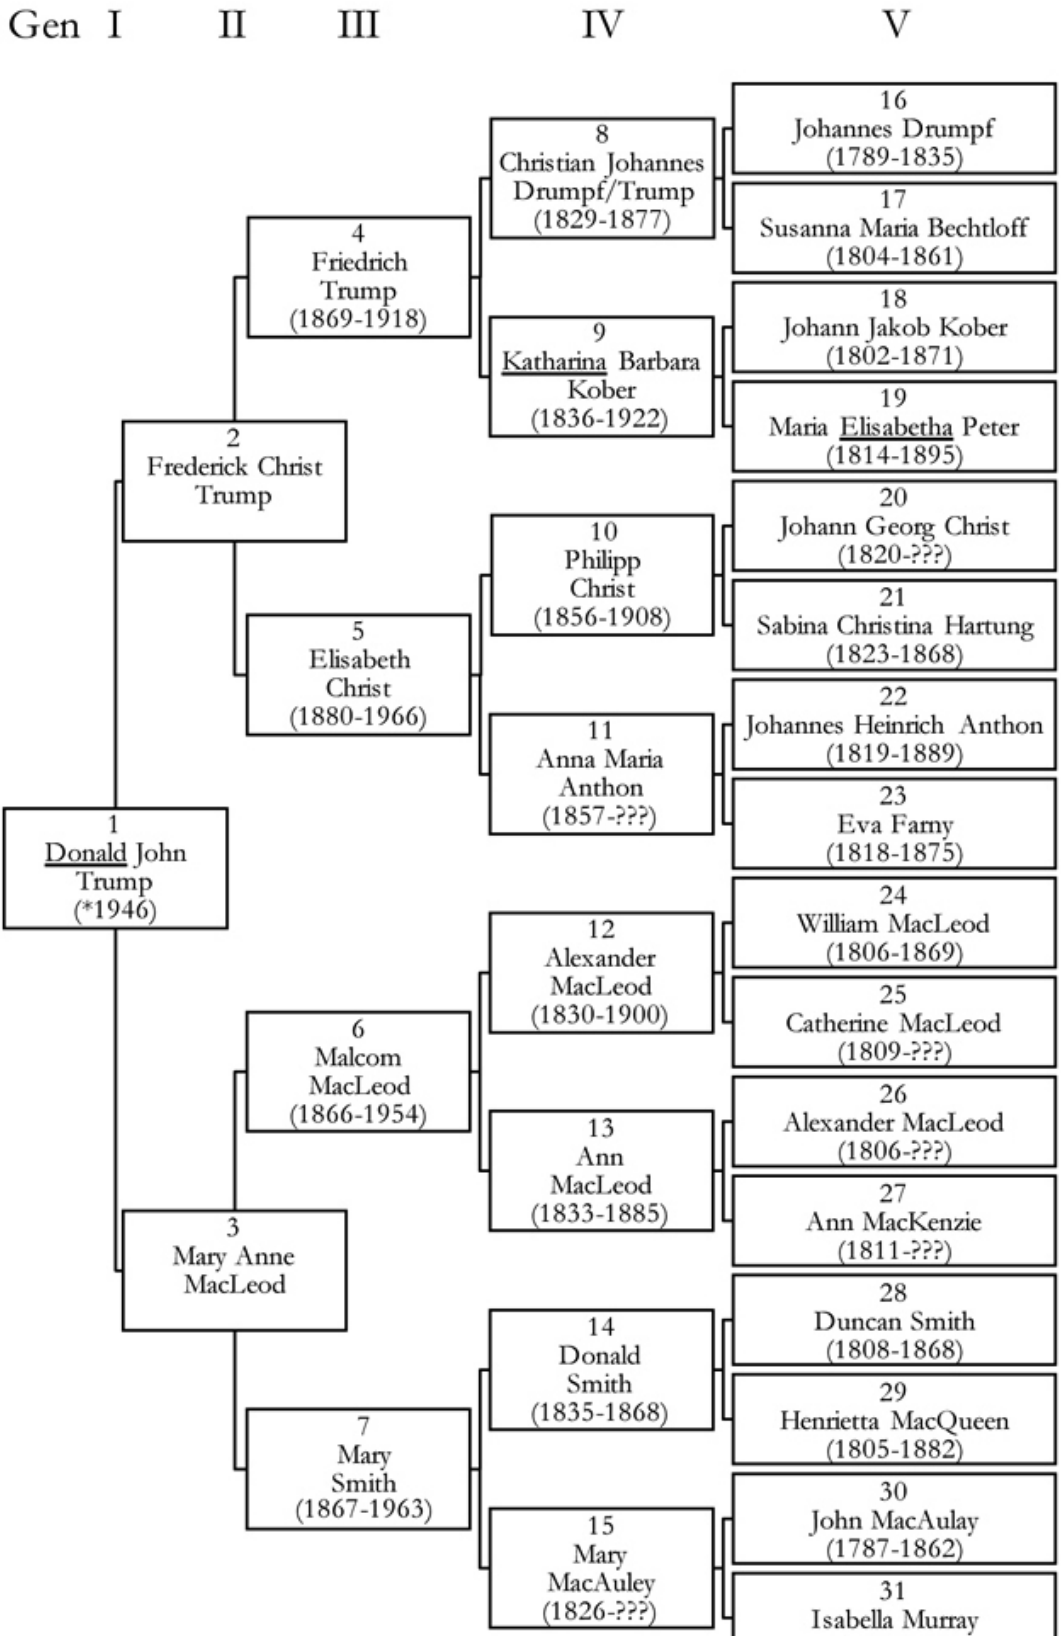 Gen I II III IV V
16
Johannes Drumpf
(1789-1835)
8
Christian Johannes
Drumpf/Trump
(1829-1877)
17
Susanna Maria Bechtloff
(1804-1861)
4
Friedrich
Trump
(1869-1918)
18
Johann Jakob Kober
(1802-1871)
9
Katharina Barbara
Kober
(1836-1922)
19
Maria Elisabetha Peter
(1814-1895)
2
Frederick Christ
Trump
20
Johann Georg Christ
(1820-???)
10
Philipp
Christ
(1856-1908)
21
Sabina Christina Hartung
(1823-1868)
5
Elisabeth
Christ
(1880-1966)
22
Johannes Heinrich Anthon
(1819-1889)
11
Anna Maria
Anthon
(1857-???)
23
Eva Farny
(1818-1875)
1
Donald John
Trump
(*1946)
24
William MacLeod
(1806-1869)
12
Alexander
MacLeod
(1830-1900)
25
Catherine MacLeod
(1809-???)
6
Malcom
MacLeod
(1866-1954)
26
Alexander MacLeod
(1806-???)
13
Ann
MacLeod
(1833-1885)
27
Ann MacKenzie
(1811-???)
3
Mary Anne
MacLeod
28
Duncan Smith
(1808-1868)
14
Donald
Smith
(1835-1868)
29
Henrietta MacQueen
(1805-1882)
7
Mary
Smith
(1867-1963)
30
John MacAulay
(1787-1862)
15
Mary
MacAuley
(1826-???)
31
Isabella Murray